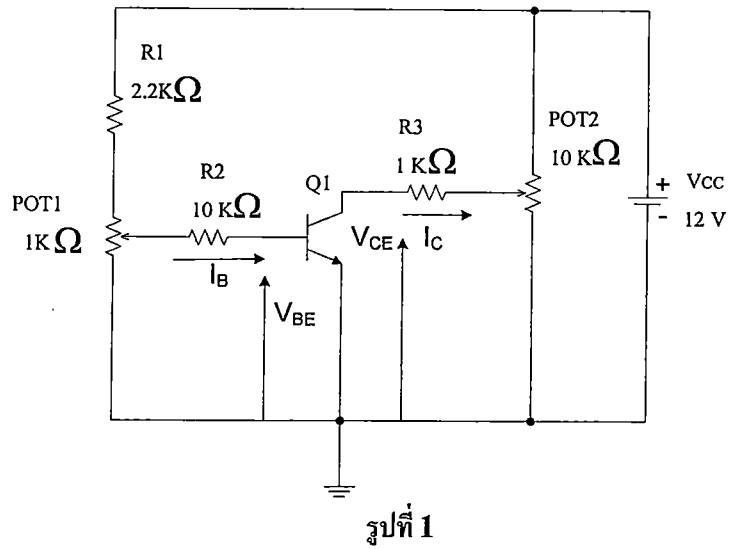 R1
2.2KΩ
R3
1 KΩ
POT2
10 KΩ
R2
10 KΩ
Q1
POT1
1K Ω
+ VCC
- 12 V
VCE
IC
IB
VBE
รูปที่ 1